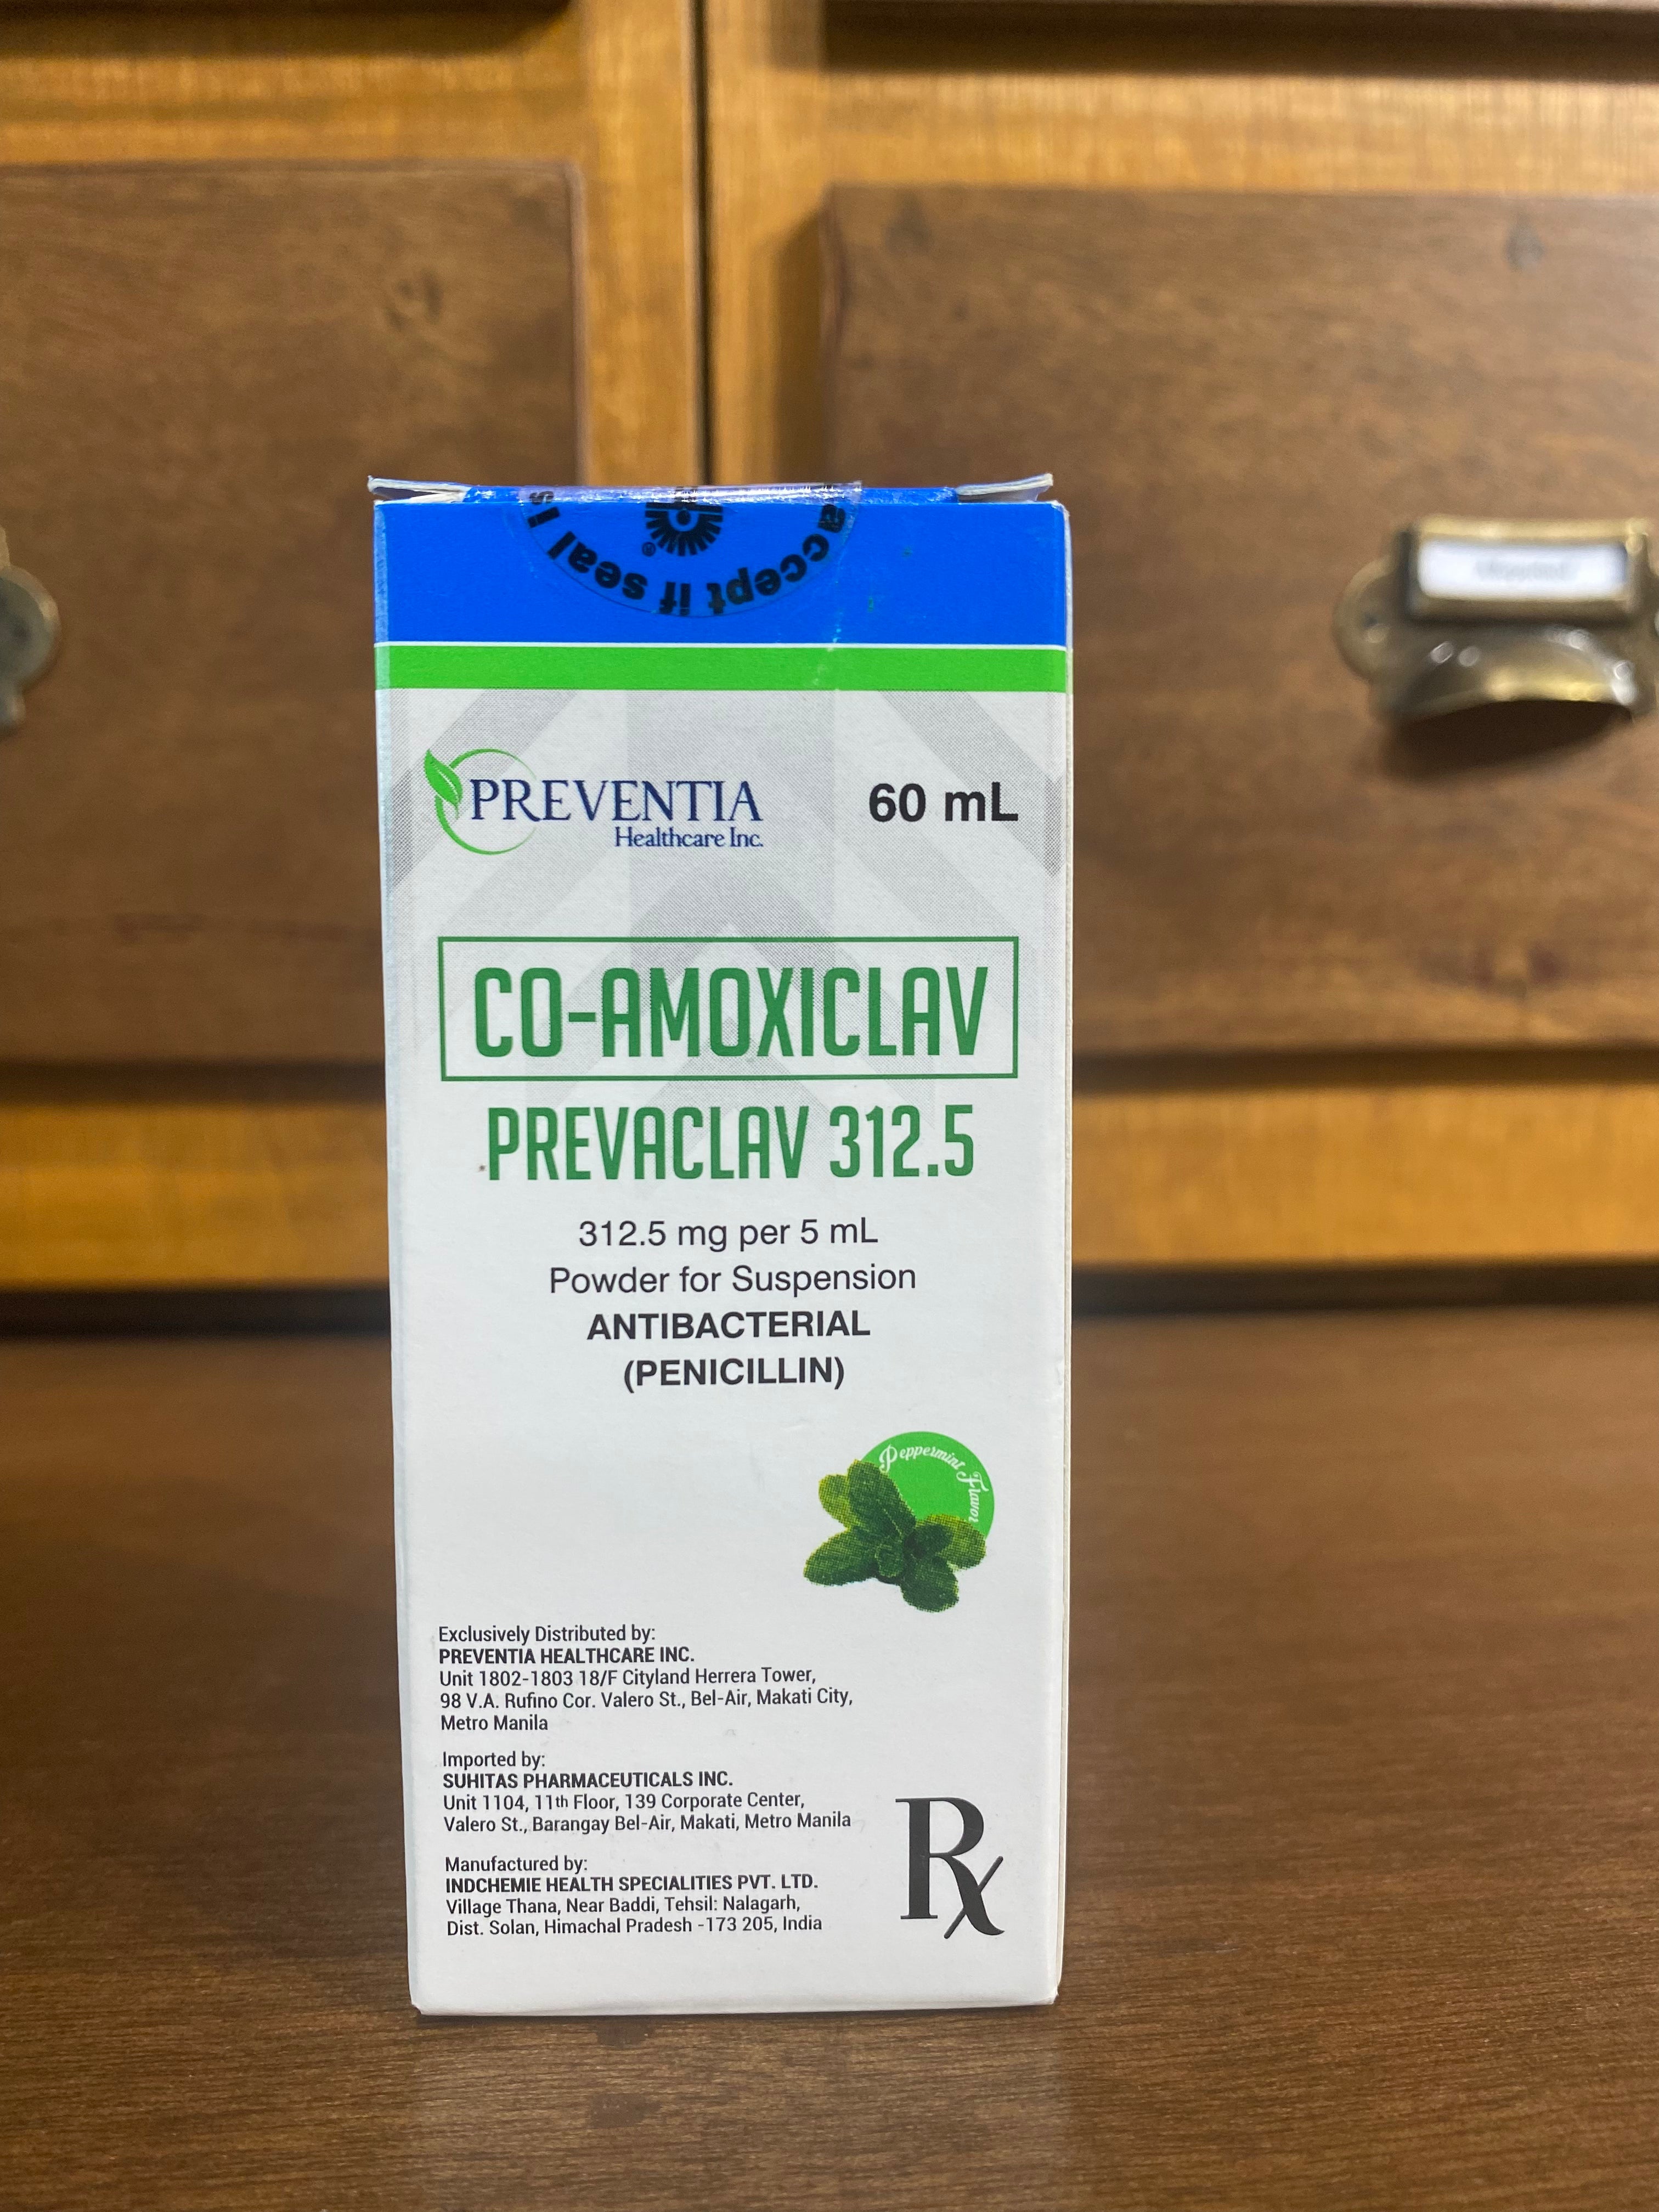 accept if seal is
®
PREVENTIA
Healthcare Inc.
60 mL
CO-AMOXICLAV
PREVACLAV 312.5
312.5 mg per 5 mL
Powder for Suspension
ANTIBACTERIAL
(PENICILLIN)
Peppermint Flavor
Exclusively Distributed by:
PREVENTIA HEALTHCARE INC.
Unit 1802-1803 18/F Cityland Herrera Tower,
98 V.A. Rufino Cor. Valero St., Bel-Air, Makati City,
Metro Manila
Imported by:
SUHITAS PHARMACEUTICALS INC.
Unit 1104, 11th Floor, 139 Corporate Center,
Valero St., Barangay Bel-Air, Makati, Metro Manila
Manufactured by:
INDCHEMIE HEALTH SPECIALITIES PVT. LTD.
Village Thana, Near Baddi, Tehsil: Nalagarh,
Dist. Solan, Himachal Pradesh -173 205, India
Rx